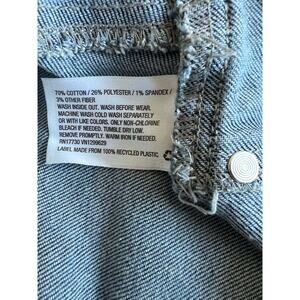 70% COTTON / 26% POLYESTER / 1% SPANDEX /
3% OTHER FIBER
WASH INSIDE OUT. WASH BEFORE WEAR.
MACHINE WASH COLD WASH SEPARATELY
OR WITH LIKE COLORS. ONLY NON-CHLORINE
BLEACH IF NEEDED. TUMBLE DRY LOW.
REMOVE PROMPTLY. WARM IRON IF NEEDED.
RN17730 VN1299629
LABEL MADE FROM 100% RECYCLED PLASTIC